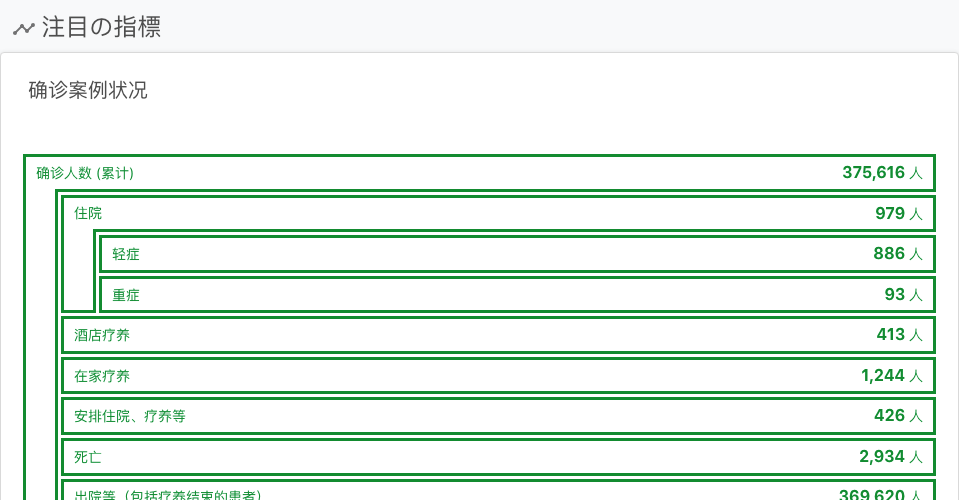 注目の指標
确诊案例状况
确诊人数 (累计) 375,616 人
住院 979 人
轻症 886 人
重症 93 人
酒店疗养 413 人
在家疗养 1,244 人
安排住院、疗养等 426 人
死亡 2,934 人
出院等（包括疗养结束的患者） 369,620 人